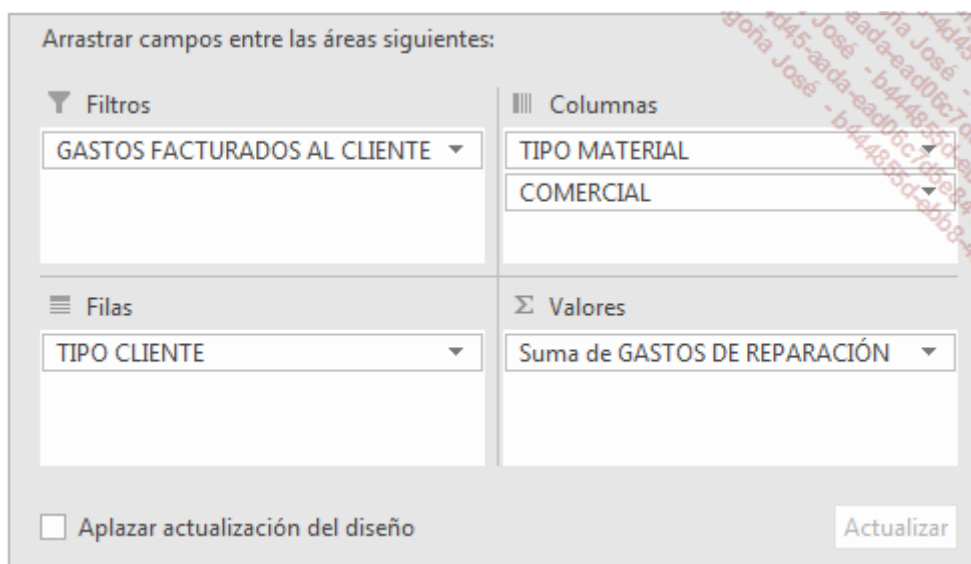 Arrastrar campos entre las áreas siguientes:
Filtros
GASTOS FACTURADOS AL CLIENTE
Columnas
TIPO MATERIAL
COMERCIAL
Filas
TIPO CLIENTE
Σ Valores
Suma de GASTOS DE REPARACIÓN
Aplazar actualización del diseño
Actualizar